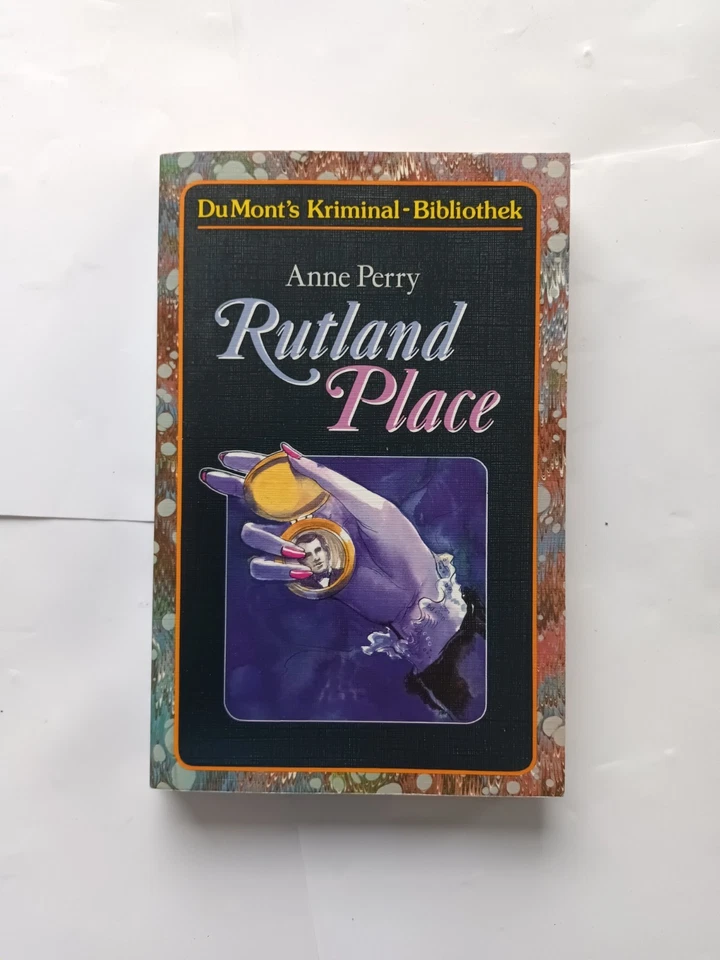 DuMont's Kriminal-Bibliothek
Anne Perry
Rutland
Place